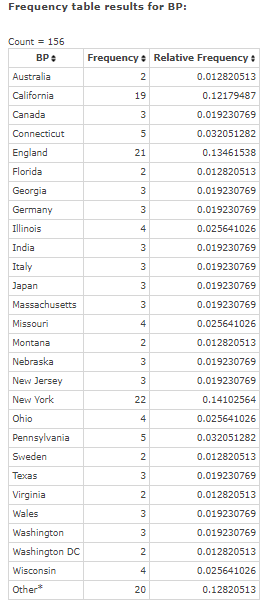 Frequency table results for BP:
Count = 156
BP Frequency Relative Frequency
Australia 2 0.012820513
California 19 0.12179487
Canada 3 0.019230769
Connecticut 5 0.032051282
England 21 0.13461538
Florida 2 0.012820513
Georgia 3 0.019230769
Germany 3 0.019230769
Illinois 4 0.025641026
India 3 0.019230769
Italy 3 0.019230769
Japan 3 0.019230769
Massachusetts 3 0.019230769
Missouri 4 0.025641026
Montana 2 0.012820513
Nebraska 3 0.019230769
New Jersey 3 0.019230769
New York 22 0.14102564
Ohio 4 0.025641026
Pennsylvania 5 0.032051282
Sweden 2 0.012820513
Texas 3 0.019230769
Virginia 2 0.012820513
Wales 3 0.019230769
Washington 3 0.019230769
Washington DC 2 0.012820513
Wisconsin 4 0.025641026
Other* 20 0.12820513